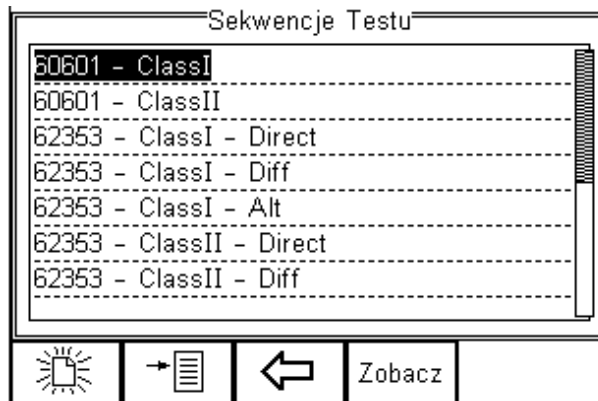 Sekwencje Testu
60601 - ClassI
60601 - ClassII
62353 - ClassI - Direct
62353 - ClassI - Diff
62353 - ClassI - Alt
62353 - ClassII - Direct
62353 - ClassII - Diff
Zobacz